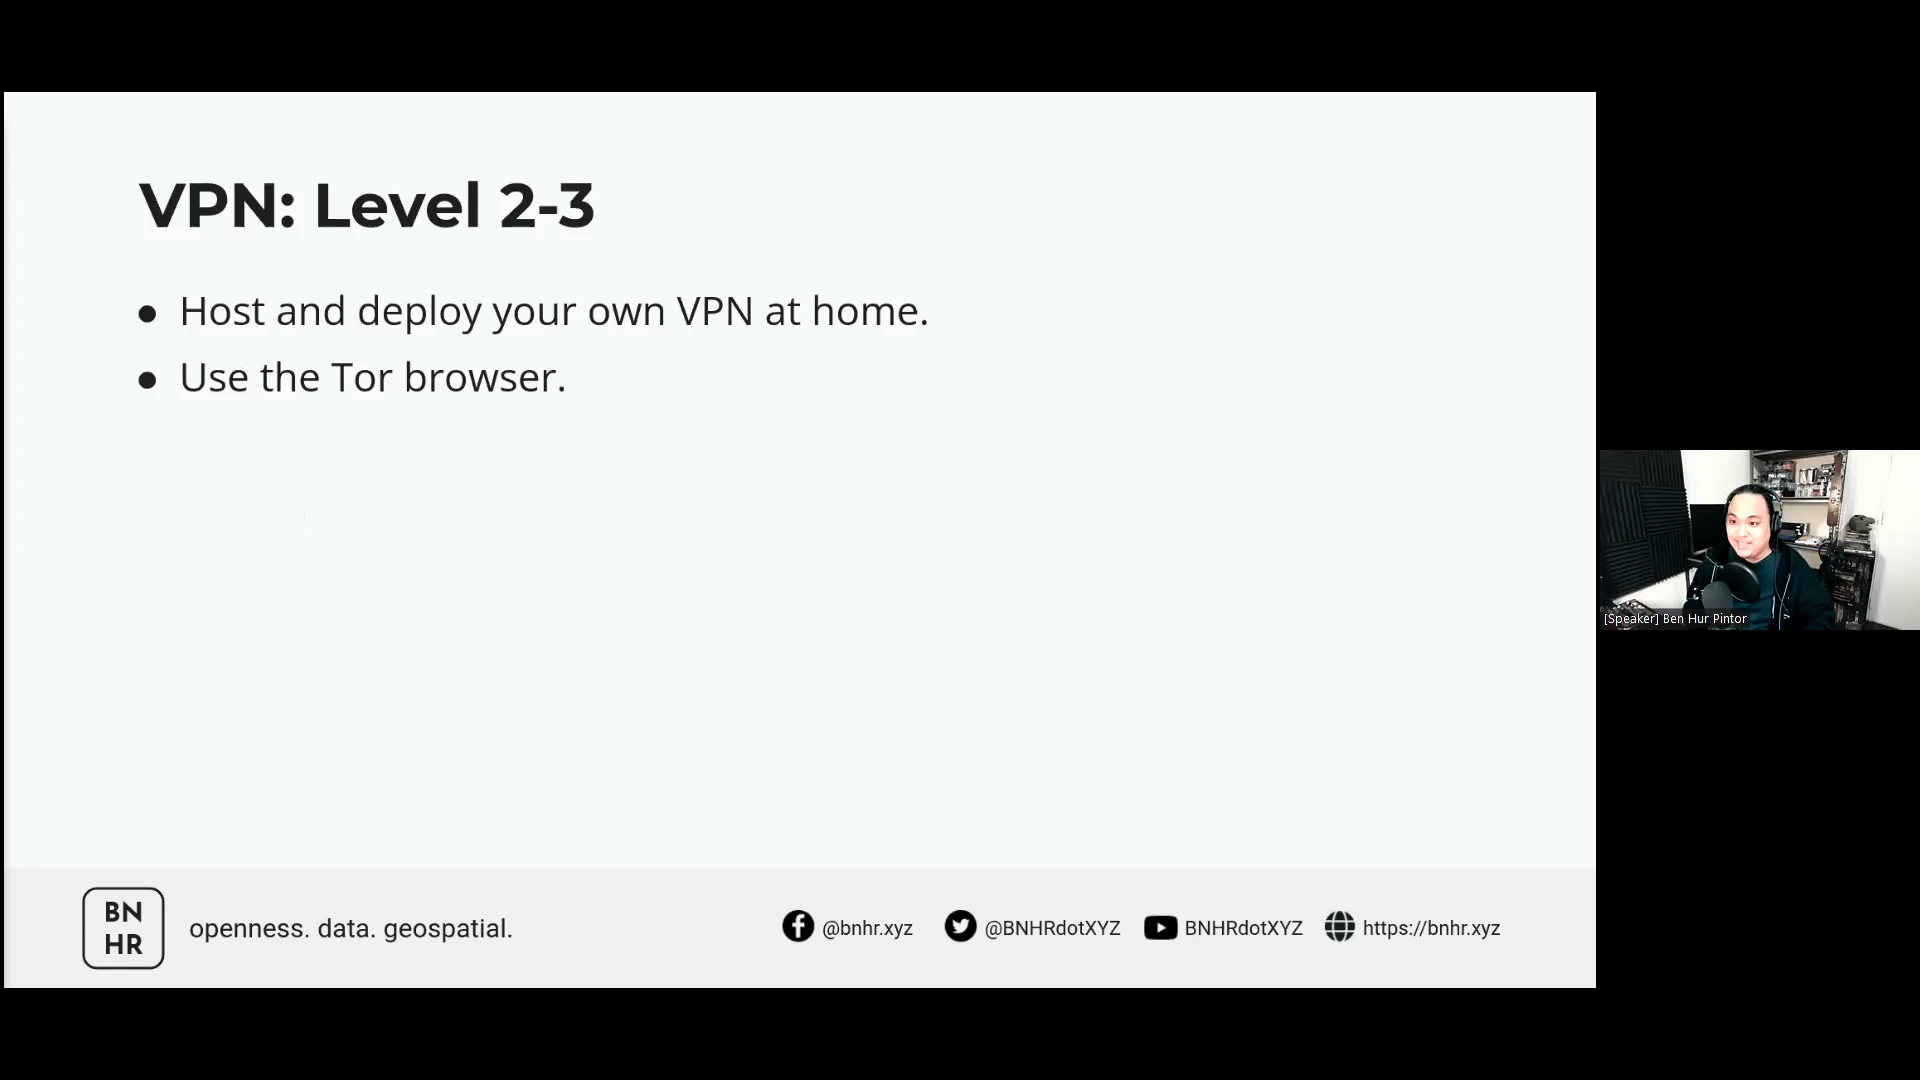 VPN: Level 2-3
● Host and deploy your own VPN at home.
● Use the Tor browser.
[Speaker] Ben Hur Pintor
BN
HR
openness. data. geospatial.
@bnhr.xyz
@BNHRdotXYZ
BNHRdotXYZ
https://bnhr.xyz